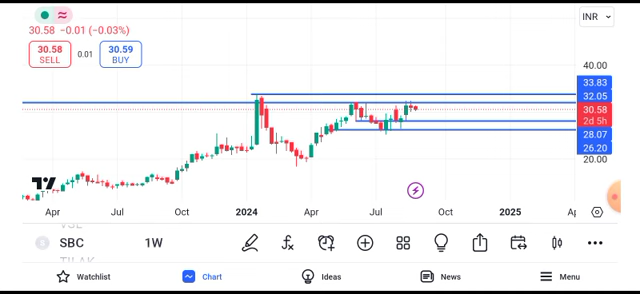 30.58 −0.01 (−0.03%)
INR
30.58
SELL
0.01
30.59
BUY
40.00
33.83
32.05
30.58
2d 5h
28.07
26.20
20.00
Apr
Jul
Oct
2024
Apr
Jul
Oct
2025
SBC
1W
Watchlist
Chart
Ideas
News
Menu